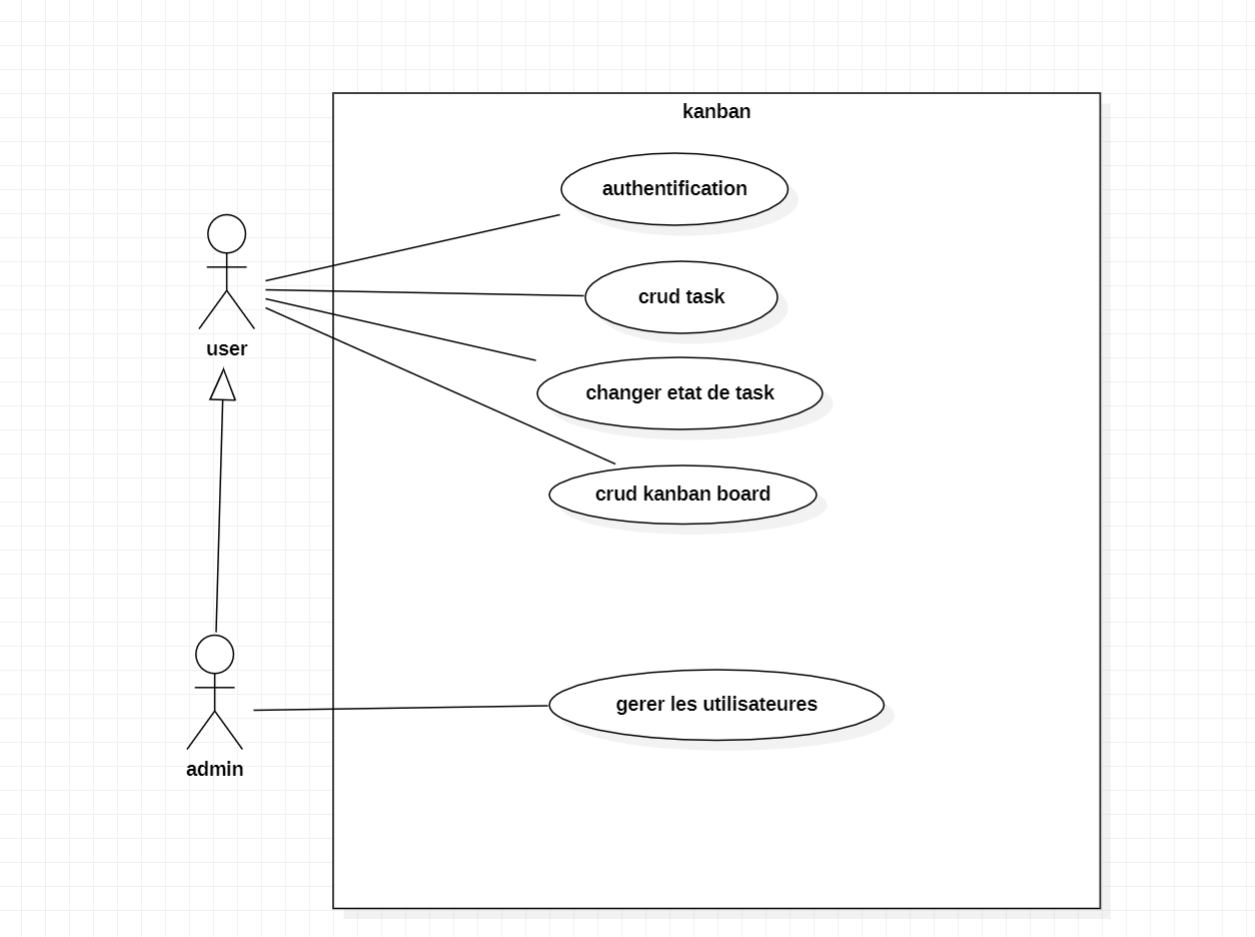 kanban
authentification
crud task
user
changer etat de task
crud kanban board
gerer les utilisateures
admin